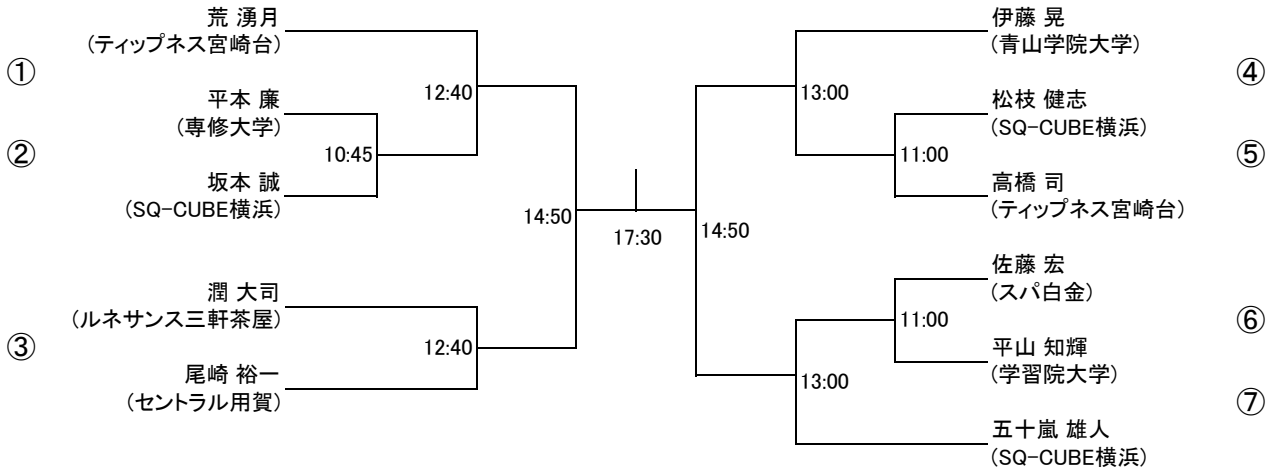 荒 湧月
(ティップネス宮崎台)
①
12:40
平本 廉
(専修大学)
②
10:45
坂本 誠
(SQ-CUBE横浜)
14:50
潤 大司
(ルネサンス三軒茶屋)
③
12:40
尾崎 裕一
(セントラル用賀)
17:30
伊藤 晃
(青山学院大学)
④
13:00
松枝 健志
(SQ-CUBE横浜)
11:00
⑤
高橋 司
(ティップネス宮崎台)
14:50
佐藤 宏
(スパ白金)
11:00
⑥
平山 知輝
(学習院大学)
13:00
⑦
五十嵐 雄人
(SQ-CUBE横浜)